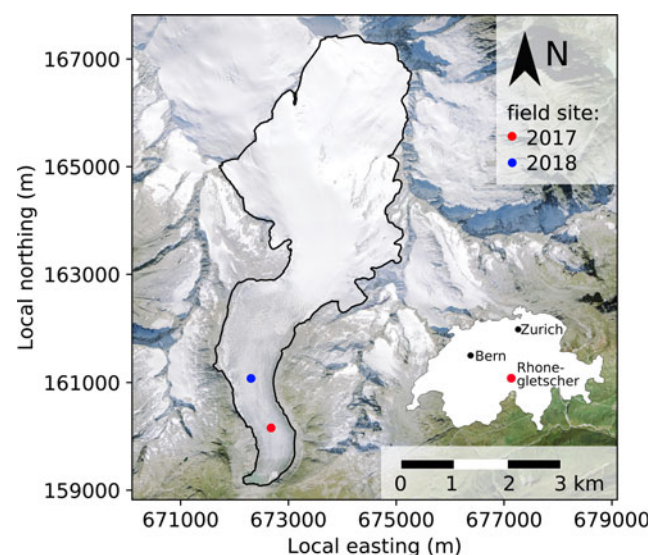 167000
165000
163000
161000
159000
Local northing (m)
N
field site:
2017
2018
Zurich
Bern
Rhone-
gletscher
0 1 2 3 km
671000 673000 675000 677000 679000
Local easting (m)